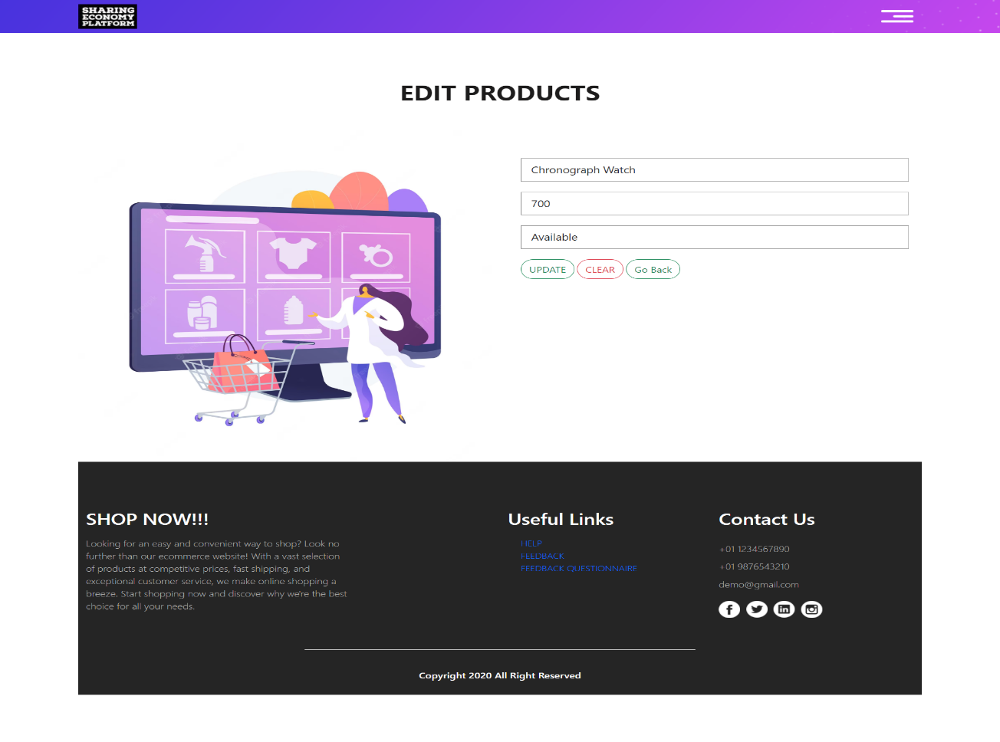 SHARING
ECONOMY
PLATFORM
EDIT PRODUCTS
Chronograph Watch
700
Available
UPDATE CLEAR Go Back
SHOP NOW!!!
Looking for an easy and convenient way to shop? Look no
further than our ecommerce website! With a vast selection
of products at competitive prices, fast shipping, and
exceptional customer service, we make online shopping a
breeze. Start shopping now and discover why we're the best
choice for all your needs.
Useful Links
HELP
FEEDBACK
FEEDBACK QUESTIONNAIRE
Contact Us
+01 1234567890
+01 9876543210
demo@gmail.com
Copyright 2020 All Right Reserved